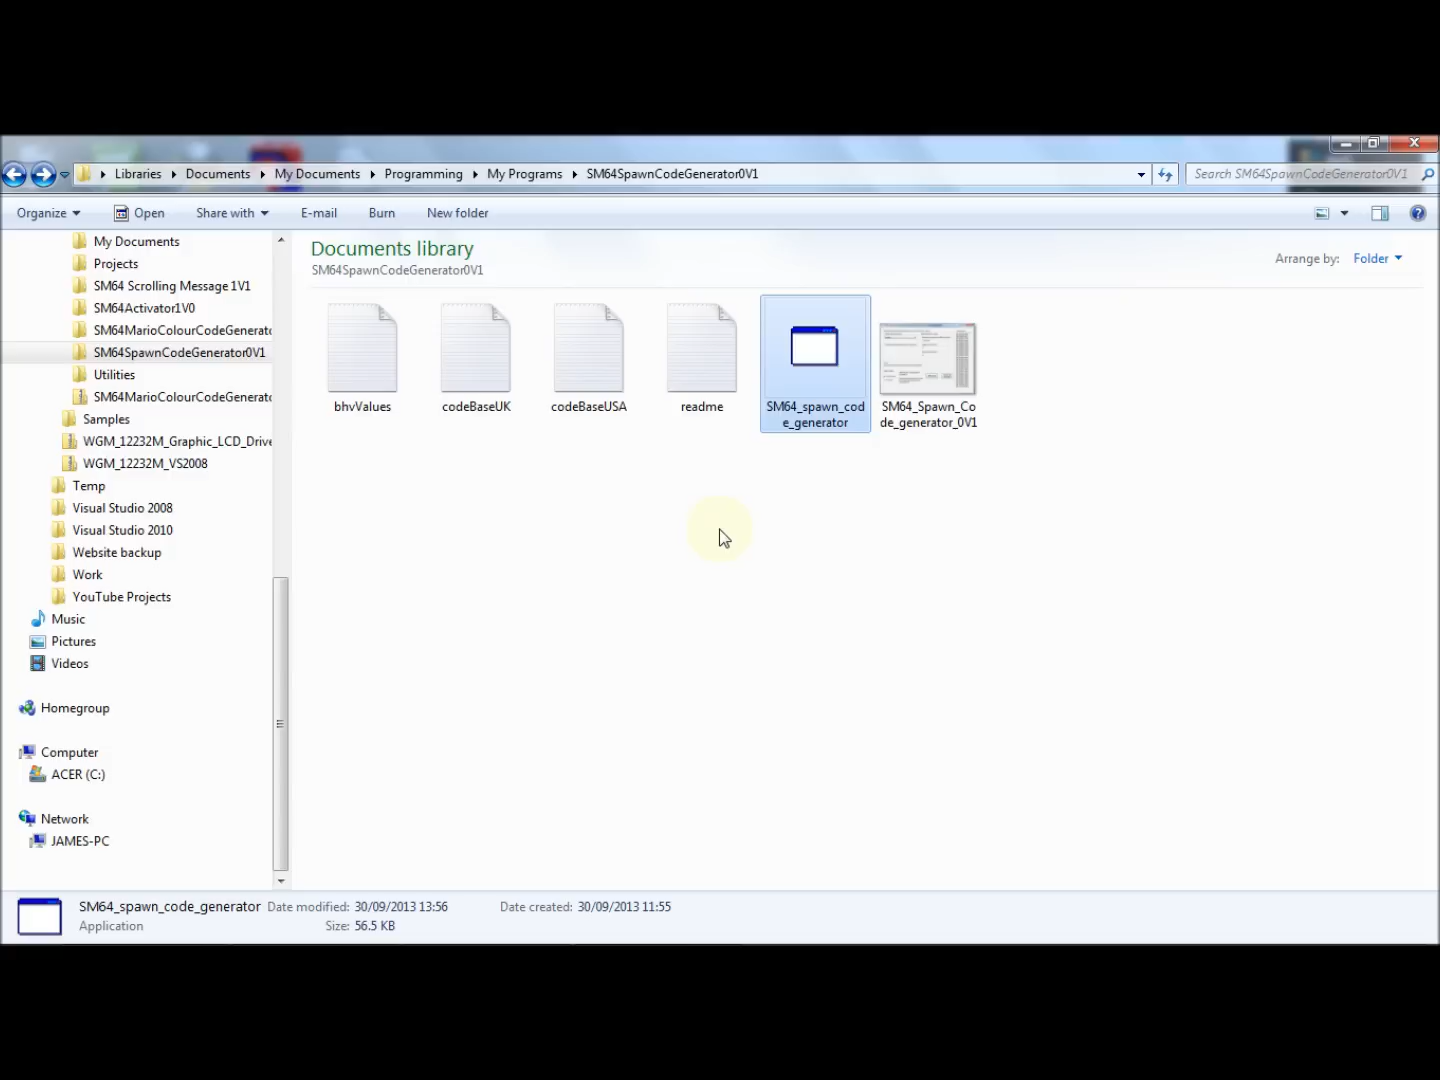 Libraries Documents My Documents Programming My Programs SM64SpawnCodeGenerator0V1
Search SM64SpawnCodeGenerator0V1
Organize Open Share with E-mail Burn New folder
My Documents
Projects
SM64 Scrolling Message 1V1
SM64Activator1V0
SM64MarioColourCodeGenerato
SM64SpawnCodeGenerator0V1
Utilities
SM64MarioColourCodeGenerato
Samples
WGM_12232M_Graphic_LCD_Drive
WGM_12232M_VS2008
Temp
Visual Studio 2008
Visual Studio 2010
Website backup
Work
YouTube Projects
Music
Pictures
Videos
Homegroup
Computer
ACER (C:)
Network
JAMES-PC
Documents library
SM64SpawnCodeGenerator0V1
Arrange by: Folder
bhvValues
codeBaseUK
codeBaseUSA
readme
SM64_spawn_cod
e_generator
SM64_Spawn_Co
de_generator_0V1
SM64_spawn_code_generator Date modified: 30/09/2013 13:56 Date created: 30/09/2013 11:55
Application Size: 56.5 KB